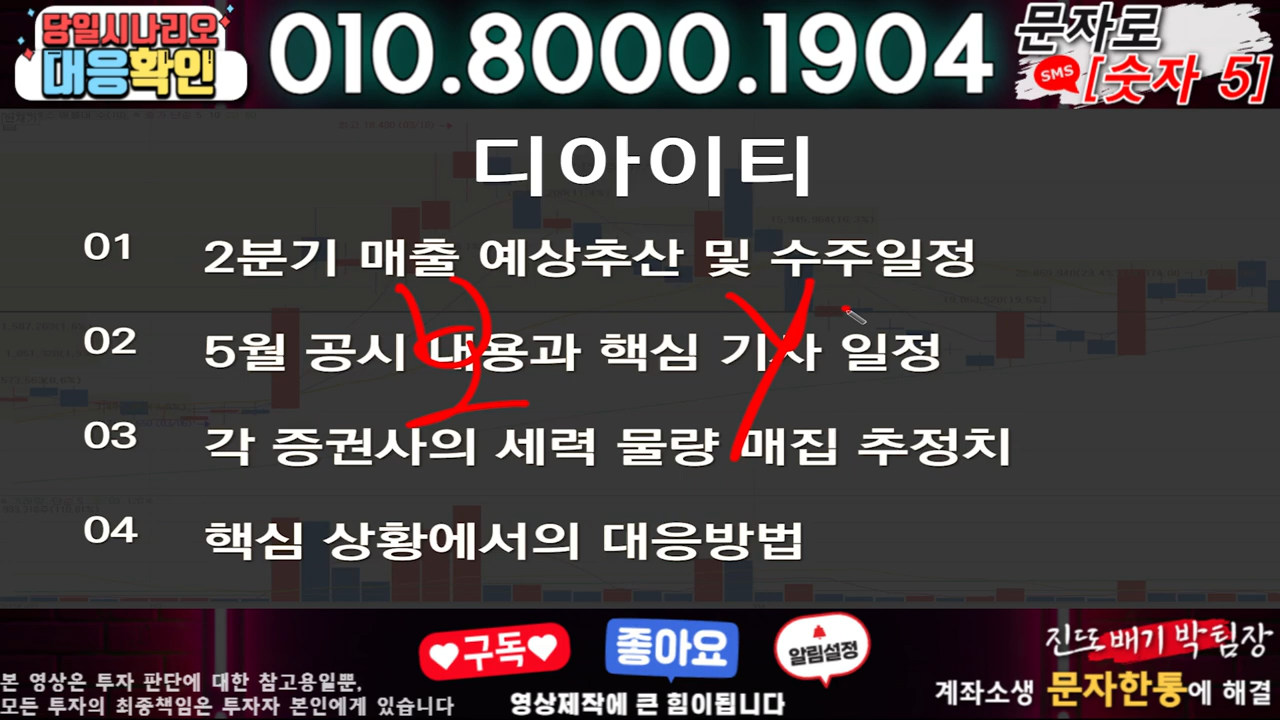 당일시나리오
대응확인
010.8000.1904
문자로
SMS
[숫자 5]
디아이티
01 2분기 매출 예상추산 및 수주일정
02 5월 공시 내용과 핵심 기사 일정
03 각 증권사의 세력 물량 매집 추정치
04 핵심 상황에서의 대응방법
구독
좋아요
알림설정
진또배기 박팀장
본 영상은 투자 판단에 대한 참고용일뿐,
모든 투자의 최종책임은 투자자 본인에게 있습니다
영상제작에 큰 힘이됩니다
계좌소생 문자한통에 해결